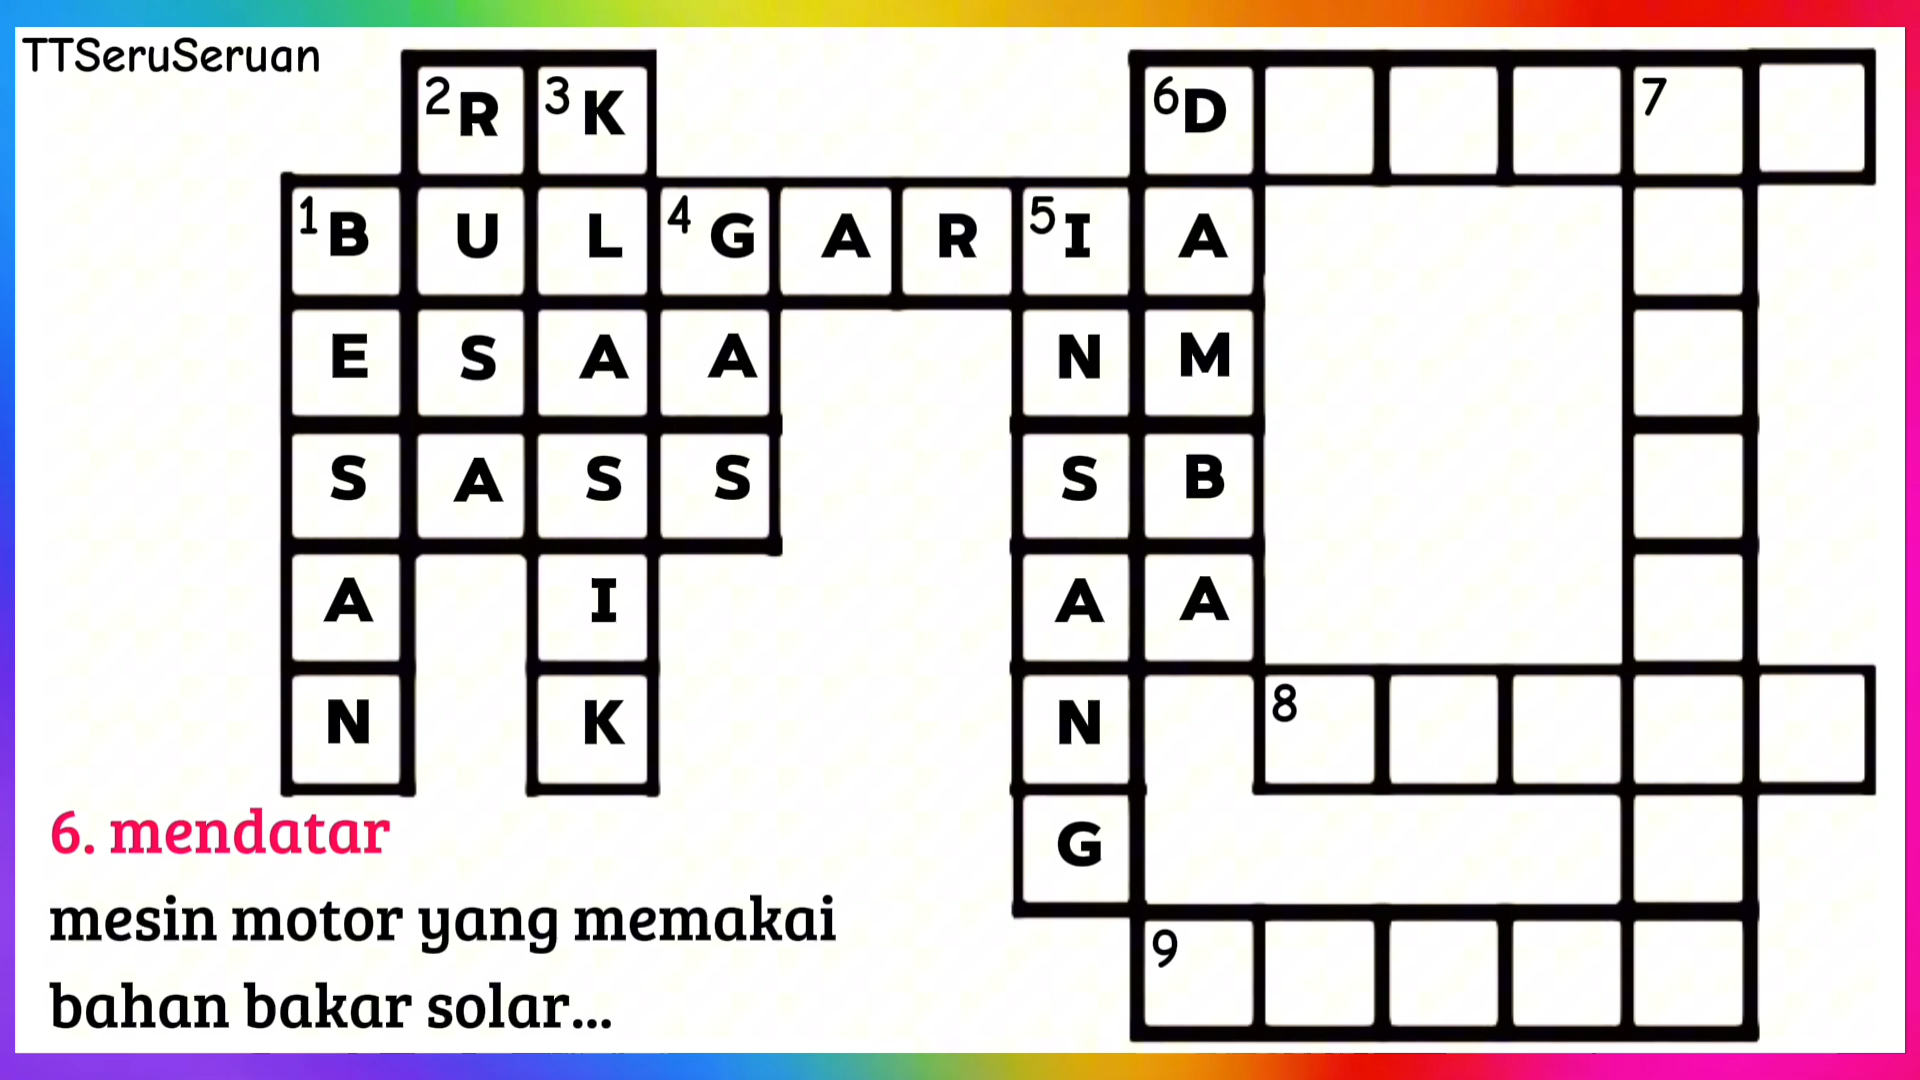 TTSeruSeruan
2R 3K 6D 7
1B U L 4G A R 5I A
E S A A N M
S A S S S B
A I A A
N K N 8
G
9
6. mendatar
mesin motor yang memakai
bahan bakar solar...